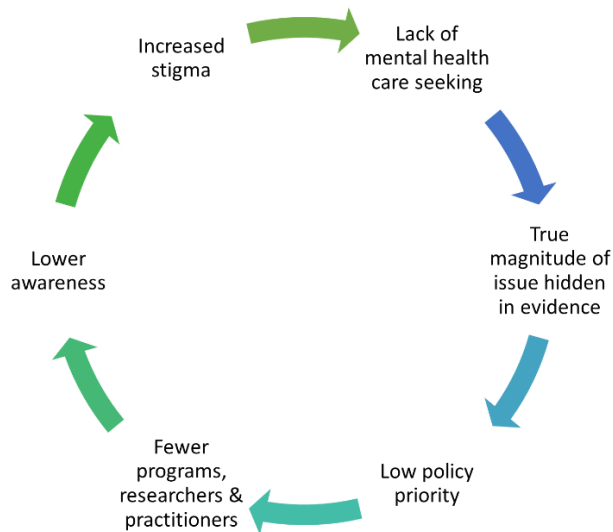 Increased
stigma
Lack of
mental health
care seeking
True
magnitude of
issue hidden
in evidence
Low policy
priority
Fewer
programs,
researchers &
practitioners
Lower
awareness